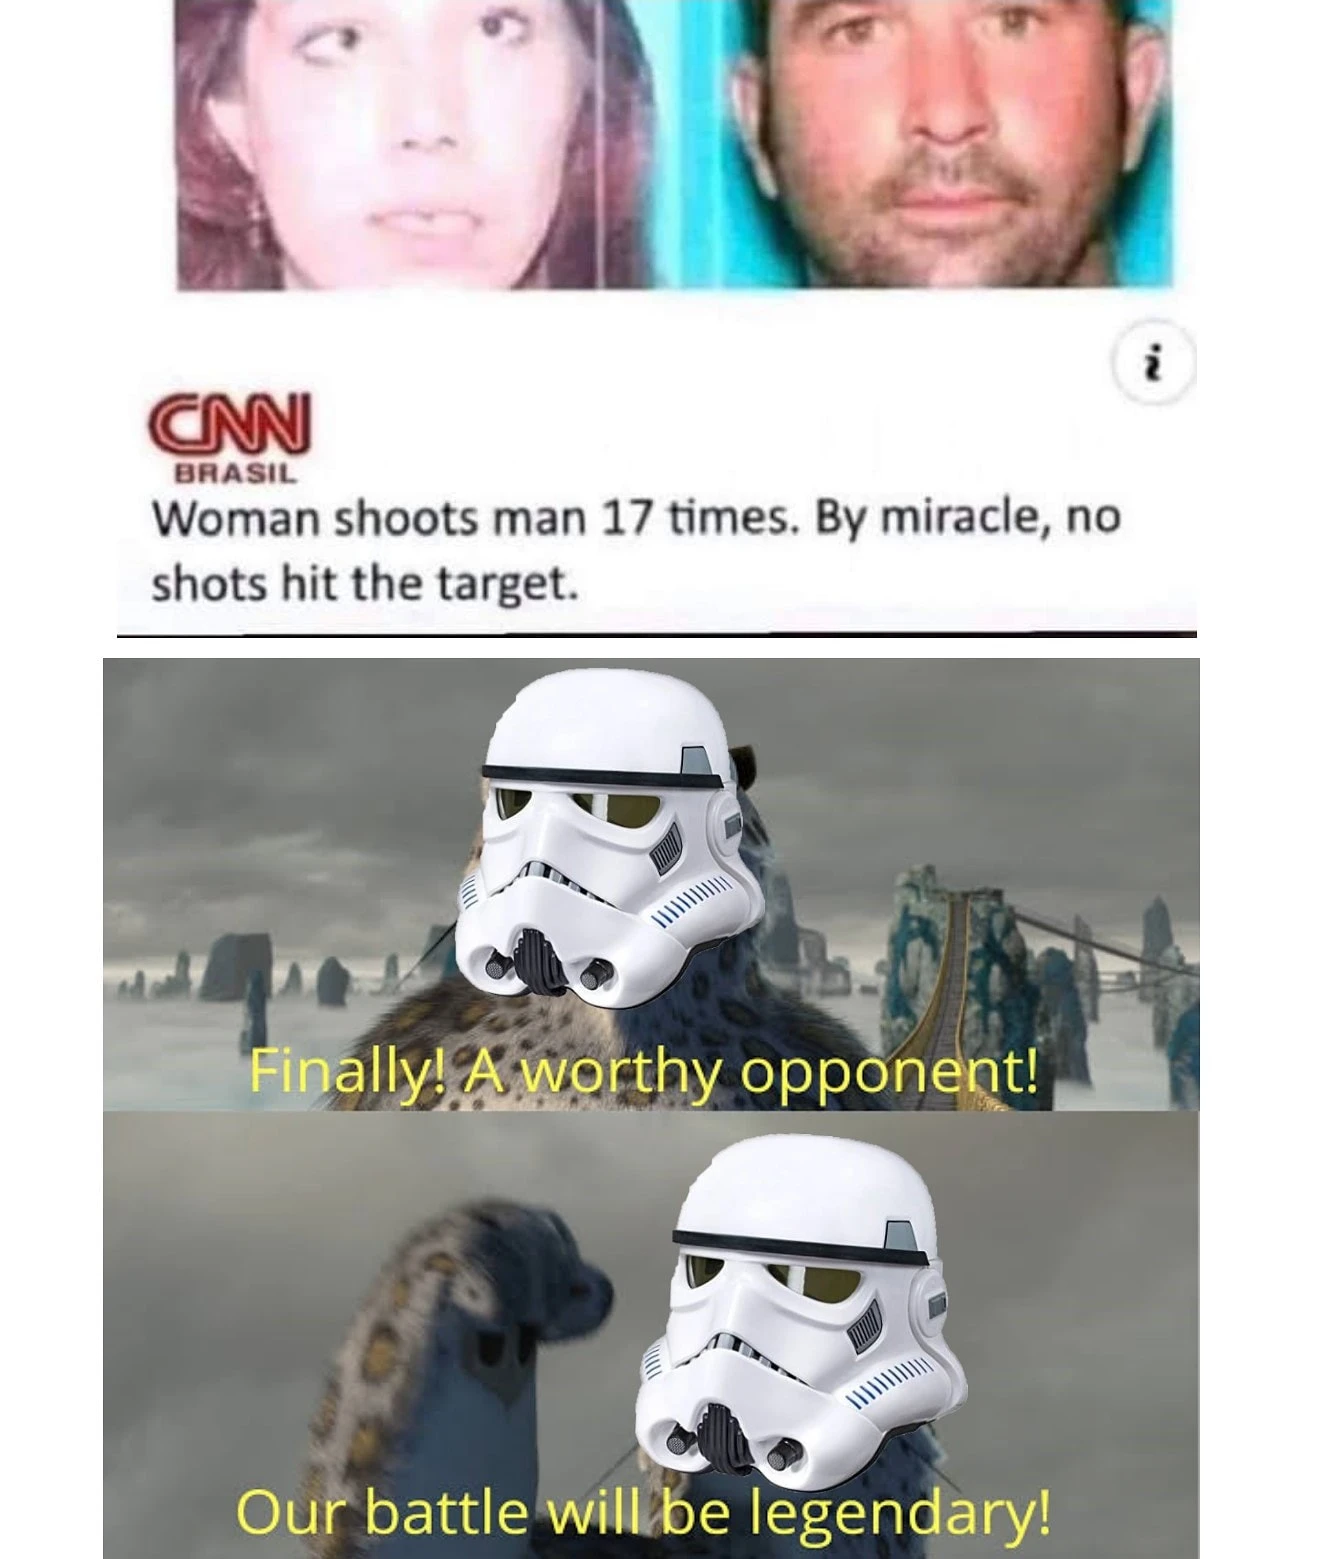 i
CNN
BRASIL
Woman shoots man 17 times. By miracle, no
shots hit the target.
Finally! A worthy opponent!
Our battle will be legendary!